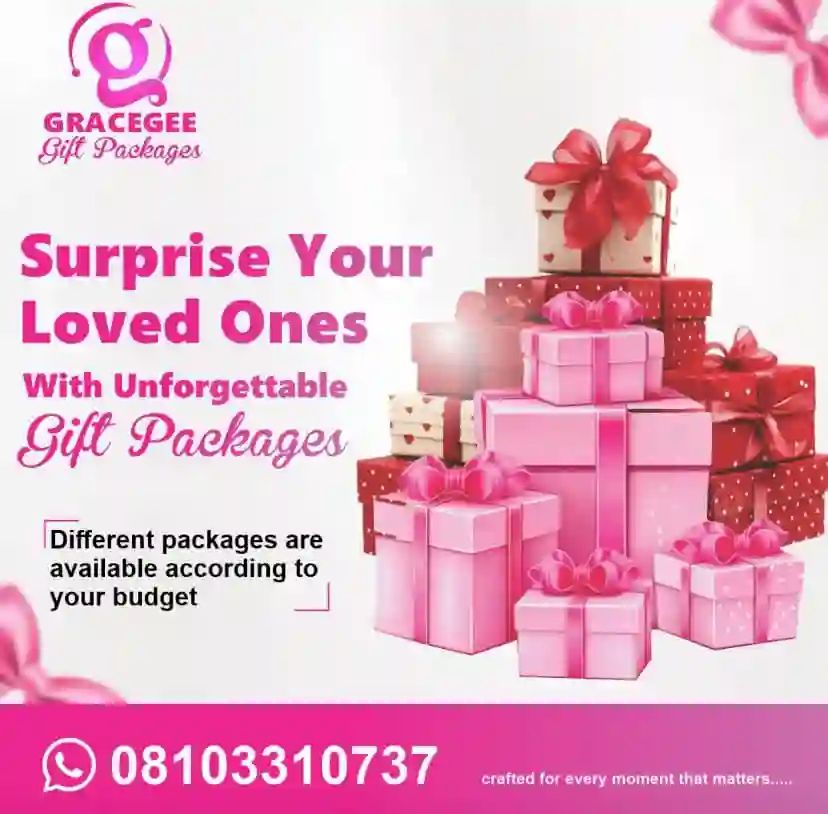 g
GRACEGEE
Gift Packages
Surprise Your
Loved Ones
With Unforgettable
Gift Packages
Different packages are
available according to
your budget
08103310737
crafted for every moment that matters.....